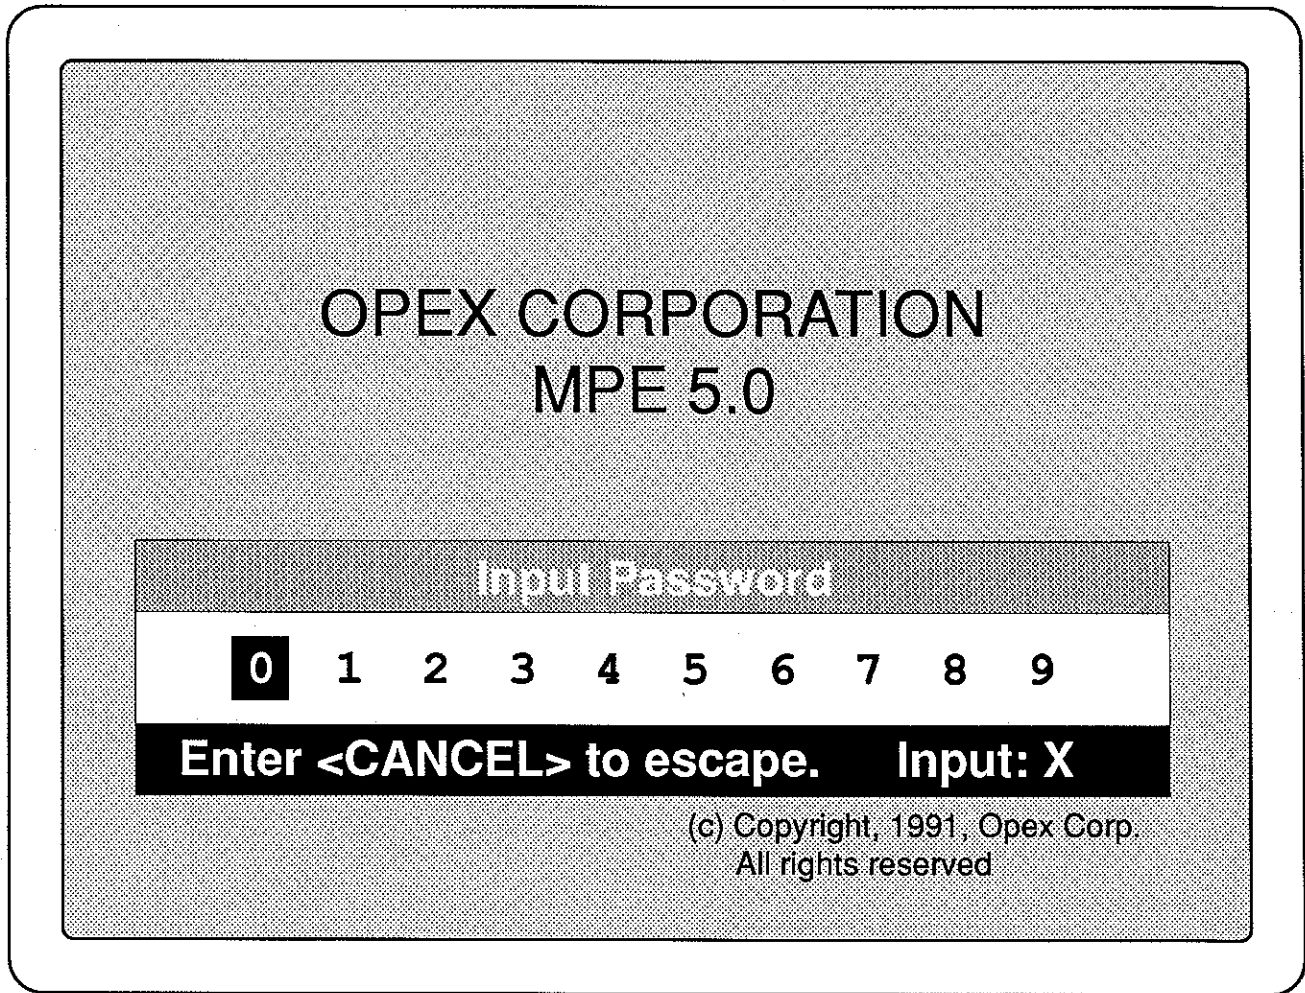 OPEX CORPORATION
MPE 5.0
Input Password
0 1 2 3 4 5 6 7 8 9
Enter <CANCEL> to escape. Input: X
(c) Copyright, 1991, Opex Corp.
All rights reserved